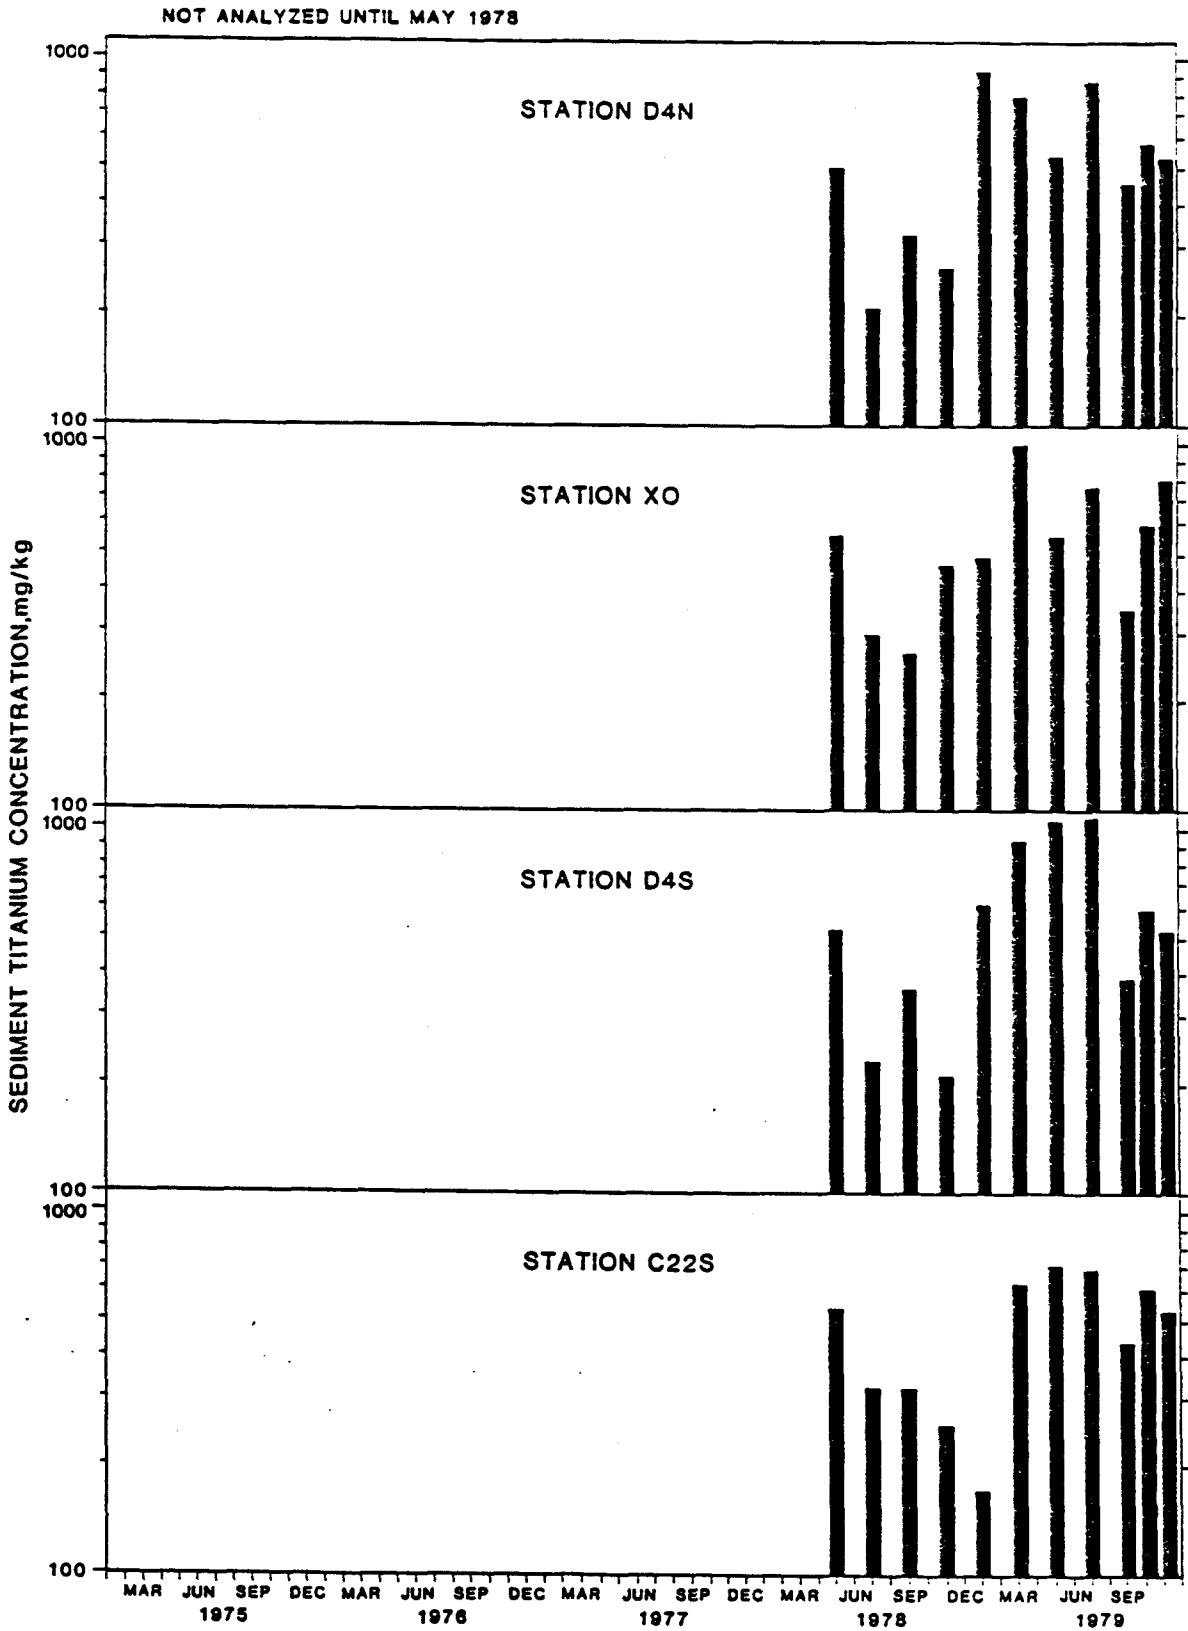 NOT ANALYZED UNTIL MAY 1978
1000
STATION D4N
100
1000
STATION XO
100
1000
STATION D4S
100
1000
STATION C22S
100
SEDIMENT TITANIUM CONCENTRATION,mg/kg
MAR JUN SEP DEC MAR JUN SEP DEC MAR JUN SEP DEC MAR JUN SEP DEC MAR JUN SEP
1975 1976 1977 1978 1979